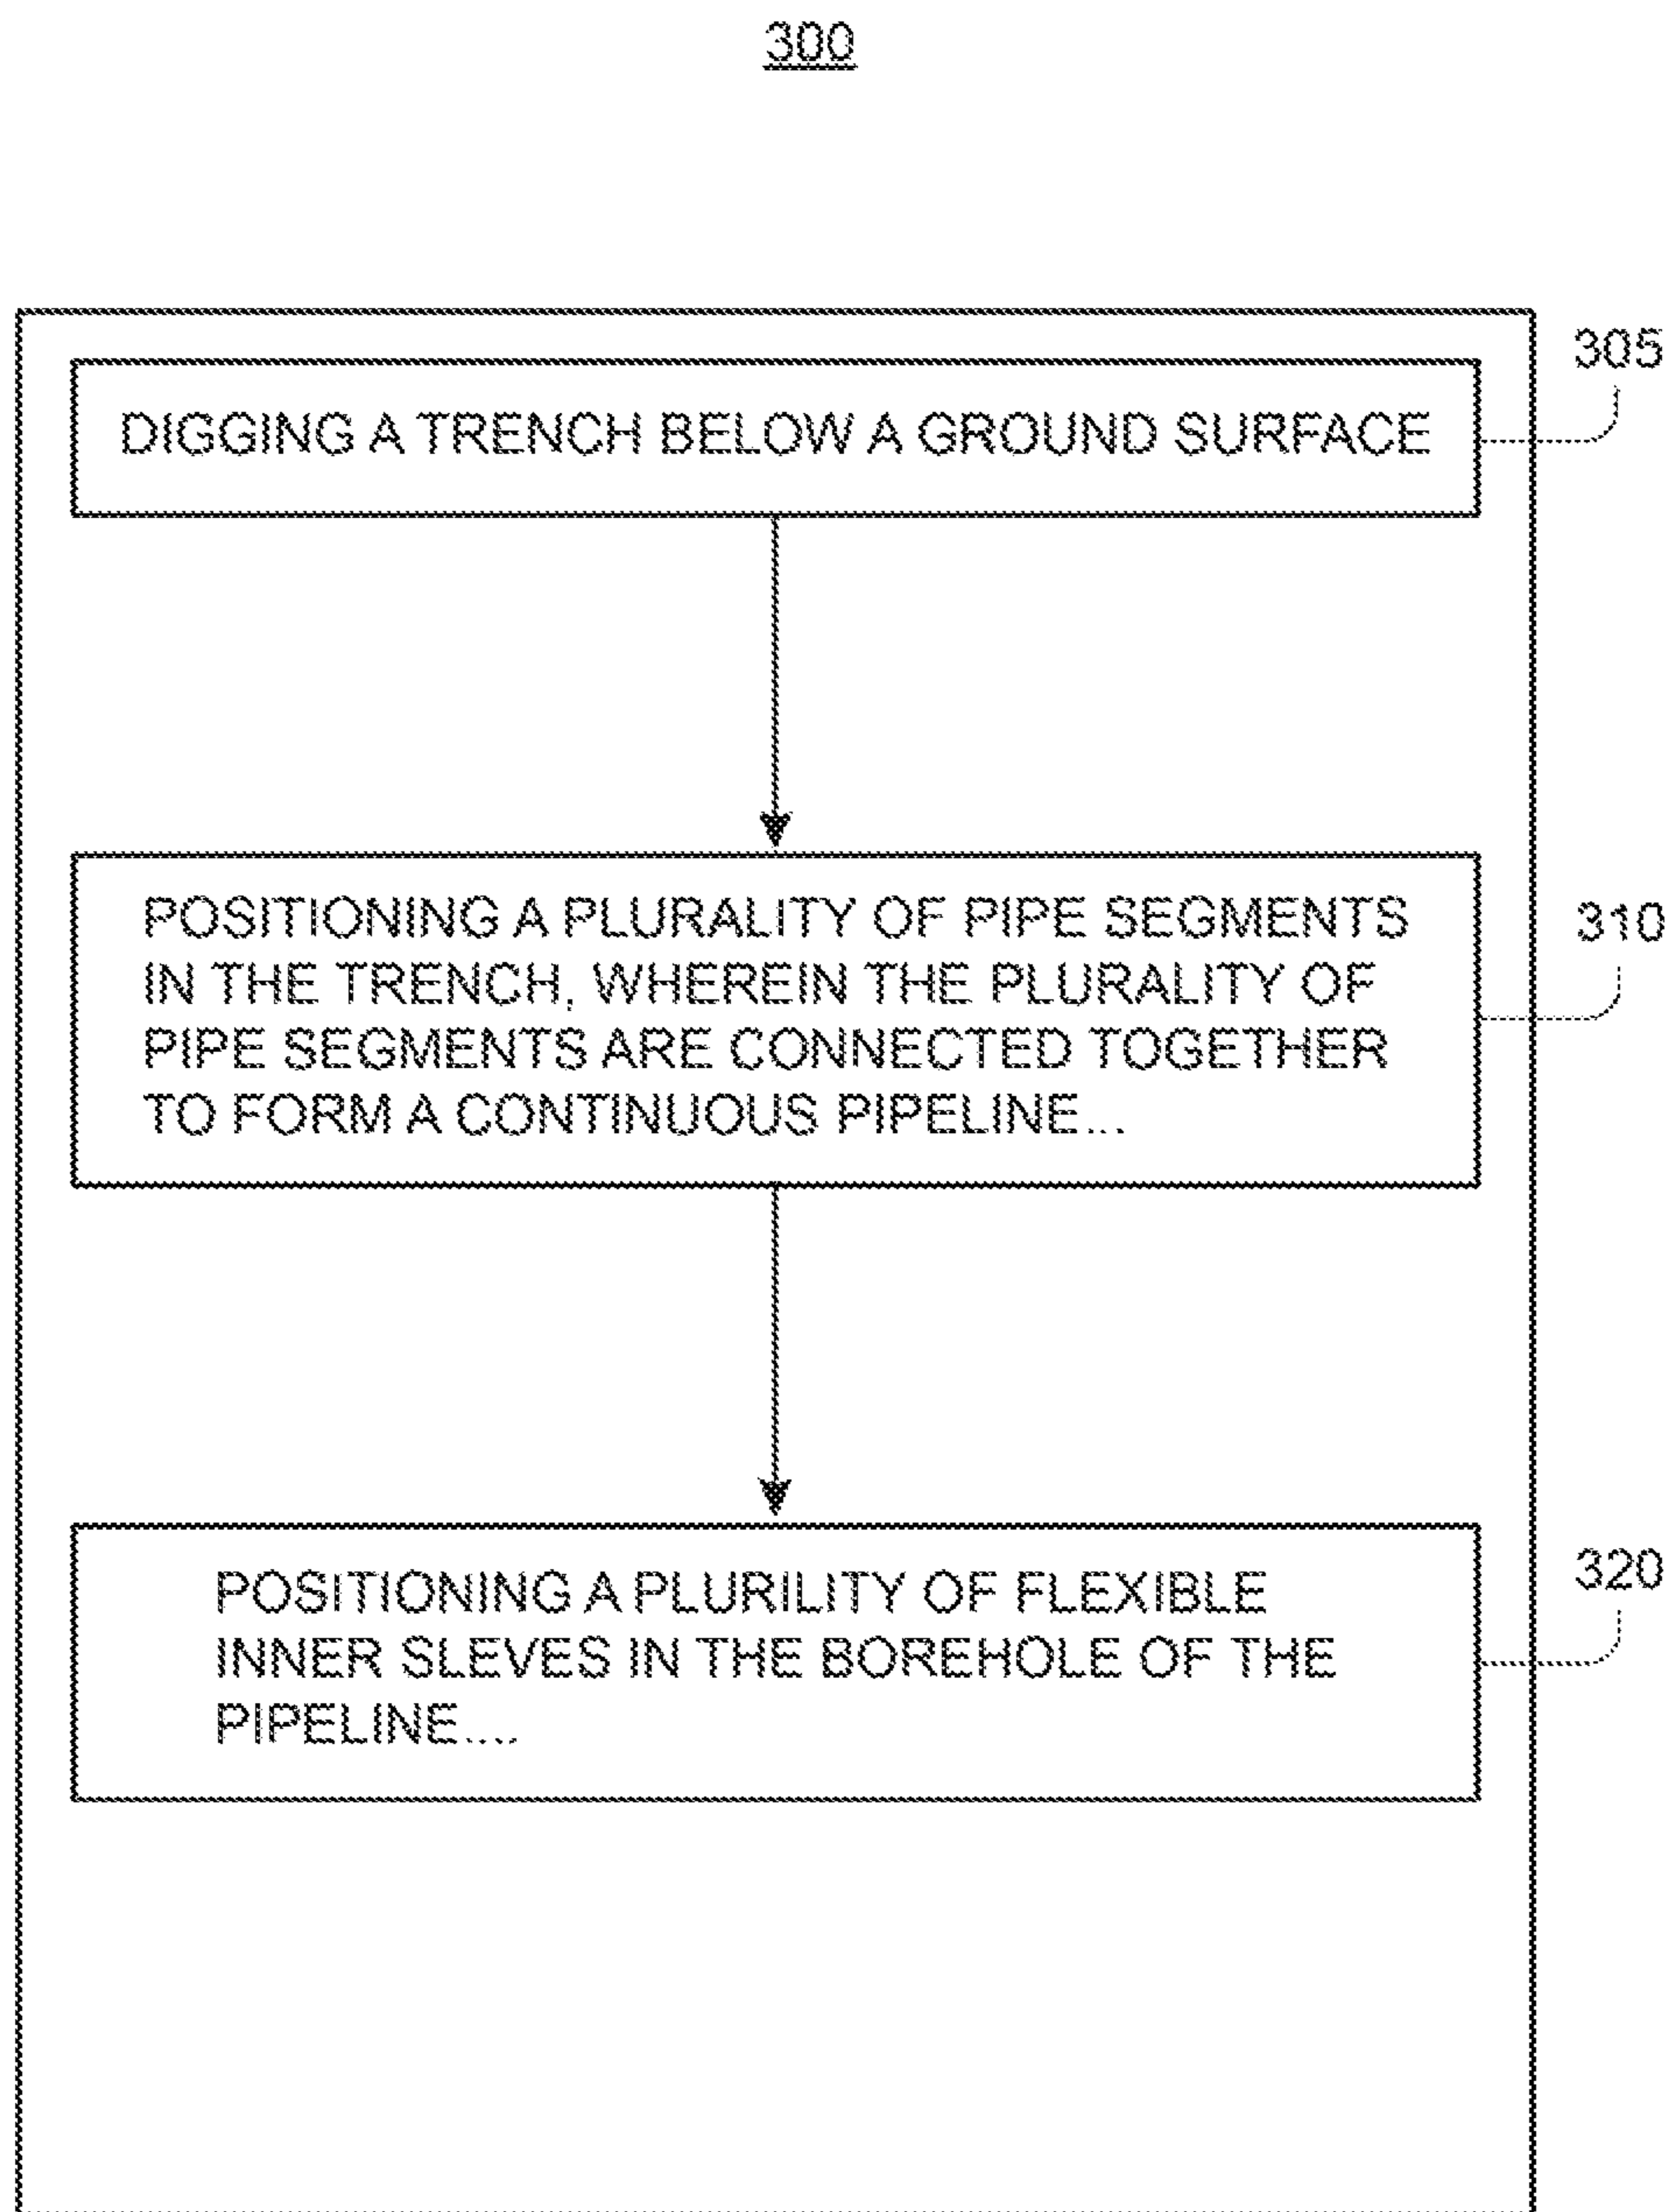 300
305
DIGGING A TRENCH BELOW A GROUND SURFACE
310
POSITIONING A PLURALITY OF PIPE SEGMENTS
IN THE TRENCH, WHEREIN THE PLURALITY OF
PIPE SEGMENTS ARE CONNECTED TOGETHER
TO FORM A CONTINUOUS PIPELINE...
320
POSITIONING A PLURILITY OF FLEXIBLE
INNER SLEVES IN THE BOREHOLE OF THE
PIPELINE....